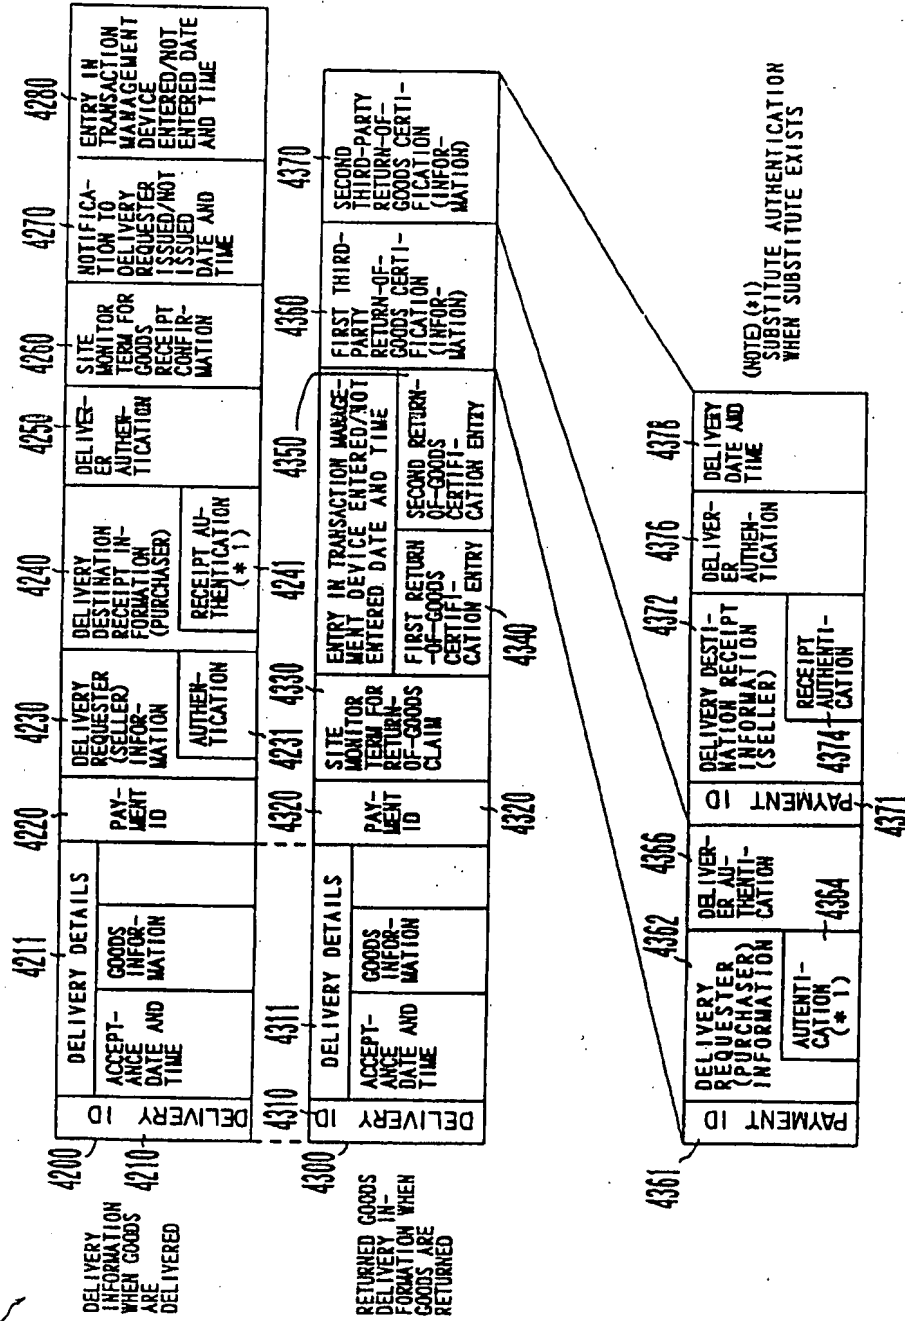 DELIVERY
INFORMATION
WHEN GOODS
ARE
DELIVERED
4200
4210
DELIVERY ID
4211
DELIVERY DETAILS
ACCEPT-
ANCE
DATE AND
TIME
GOODS
INFOR-
MATION
4220
PAY-
MENT
ID
4230
DELIVERY
REQUESTER
(SELLER)
INFOR-
MATION
AUTHEN-
TICATION
4231
4240
DELIVERY
DESTINATION
RECEIPT IN-
FORMATION
(PURCHASER)
RECEIPT AU-
THENTICATION
(*1)
4241
4250
DELIVER-
ER
AUTHEN-
TICATION
4260
SITE
MONITOR
TERM FOR
GOODS
RECEIPT
CONFIR-
MATION
4270
NOTIFICA-
TION TO
DELIVERY
REQUESTER
ISSUED/NOT
ISSUED
DATE AND
TIME
4280
ENTRY IN
TRANSACTION
MANAGEMENT
DEVICE
ENTERED/NOT
ENTERED DATE
AND TIME
RETURNED GOODS
DELIVERY IN-
FORMATION WHEN
GOODS ARE
RETURNED
4300
4310
DELIVERY ID
4311
DELIVERY DETAILS
ACCEPT-
ANCE
DATE AND
TIME
GOODS
INFOR-
MATION
4320
PAY-
MENT
ID
4320
4330
SITE
MONITOR
TERM FOR
RETURN-
OF-GOODS
CLAIM
ENTRY IN TRANSACTION MANAGE-
MENT DEVICE ENTERED/NOT
ENTERED DATE AND TIME
FIRST RETURN
-OF-GOODS
CERTIFI-
CATION ENTRY
4340
4350
SECOND RETURN-
OF-GOODS
CERTIFI-
CATION ENTRY
4360
FIRST THIRD-
PARTY
RETURN-OF-
GOODS CERTI-
FICATION
(INFOR-
MATION)
4370
SECOND
THIRD-PARTY
RETURN-OF-
GOODS CERTI-
FICATION
(INFOR-
MATION)
4361
PAYMENT ID
4362
DELIVERY
REQUESTER
(PURCHASER)
INFORMATION
AUTENTI-
CATION
(*1)
4364
4366
DELIVER-
ER AU-
THENTI-
CATION
PAYMENT ID
4371
4372
DELIVERY DESTI-
NATION RECEIPT
INFORMATION
(SELLER)
4374
RECEIPT
AUTHENTI-
CATION
4376
DELIVER-
ER
AUTHEN-
TICATION
4378
DELIVERY
DATE AND
TIME
(NOTE) (*1)
SUBSTITUTE AUTHENTICATION
WHEN SUBSTITUTE EXISTS